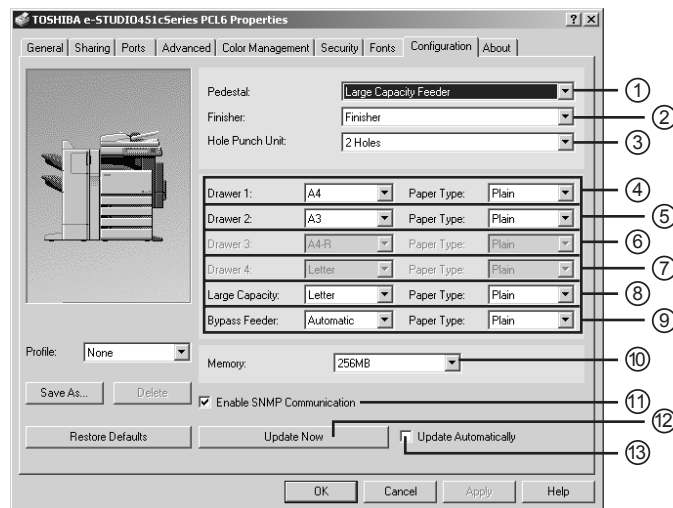 TOSHIBA e-STUDIO451cSeries PCL6 Properties
General Sharing Ports Advanced Color Management Security Fonts Configuration About
Pedestal: Large Capacity Feeder 1
Finisher: Finisher 2
Hole Punch Unit: 2 Holes 3
Drawer 1: A4 Paper Type: Plain 4
Drawer 2: A3 Paper Type: Plain 5
Drawer 3: A4-R Paper Type: Plain 6
Drawer 4: Letter Paper Type: Plain 7
Large Capacity: Letter Paper Type: Plain 8
Bypass Feeder: Automatic Paper Type: Plain 9
Profile: None
Memory: 256MB 10
Save As... Delete
Enable SNMP Communication 11
Restore Defaults Update Now 12
Update Automatically 13
OK Cancel Apply Help